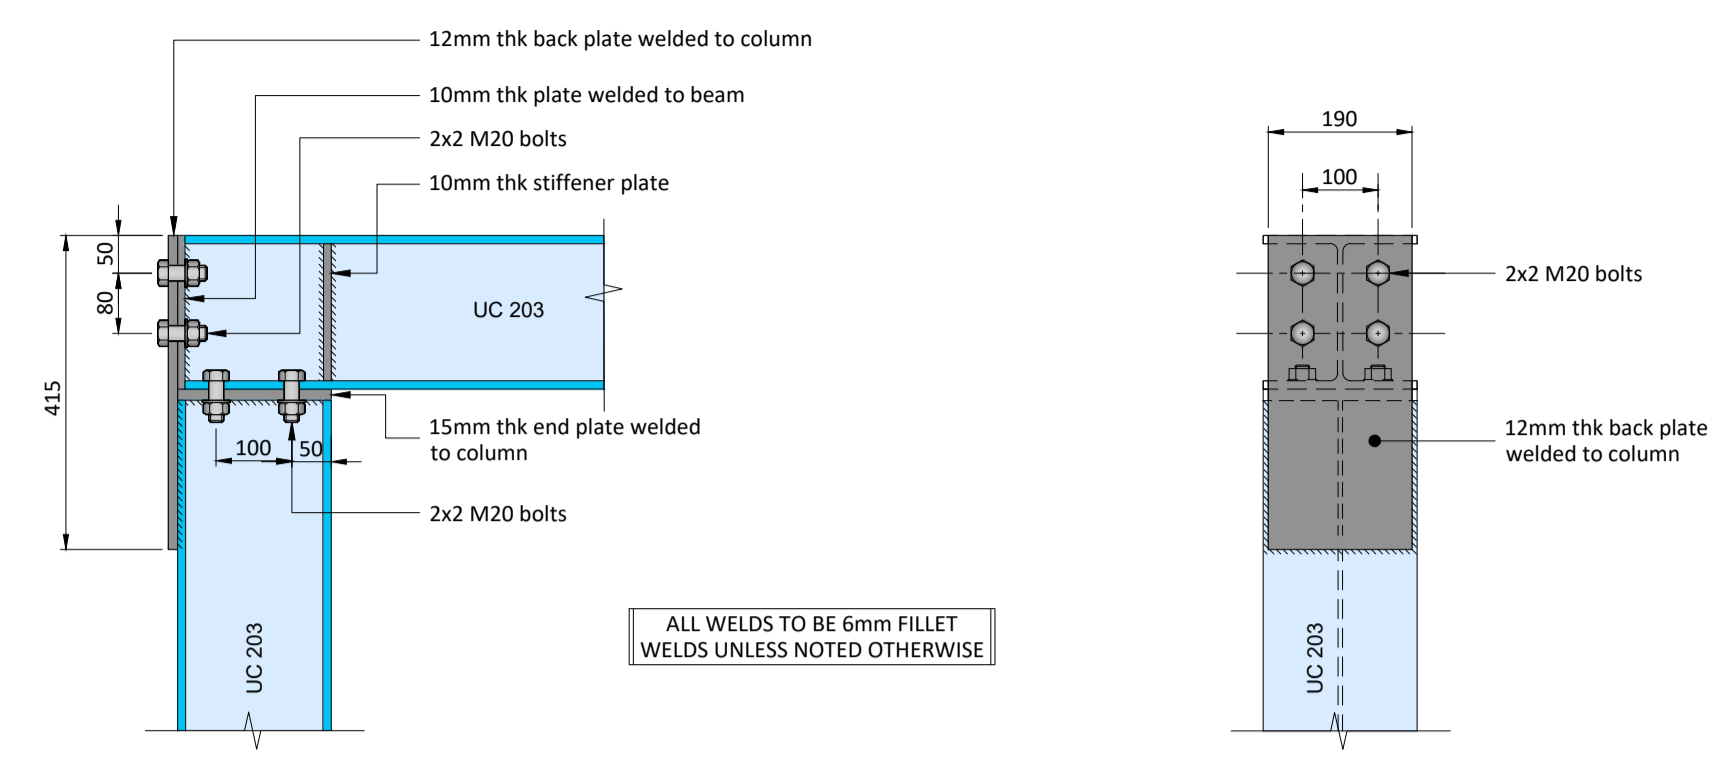 12mm thk back plate welded to column
10mm thk plate welded to beam
2x2 M20 bolts
10mm thk stiffener plate
50
80
415
UC 203
15mm thk end plate welded
to column
100
50
2x2 M20 bolts
UC 203
ALL WELDS TO BE 6mm FILLET
WELDS UNLESS NOTED OTHERWISE
190
100
2x2 M20 bolts
12mm thk back plate
welded to column
UC 203